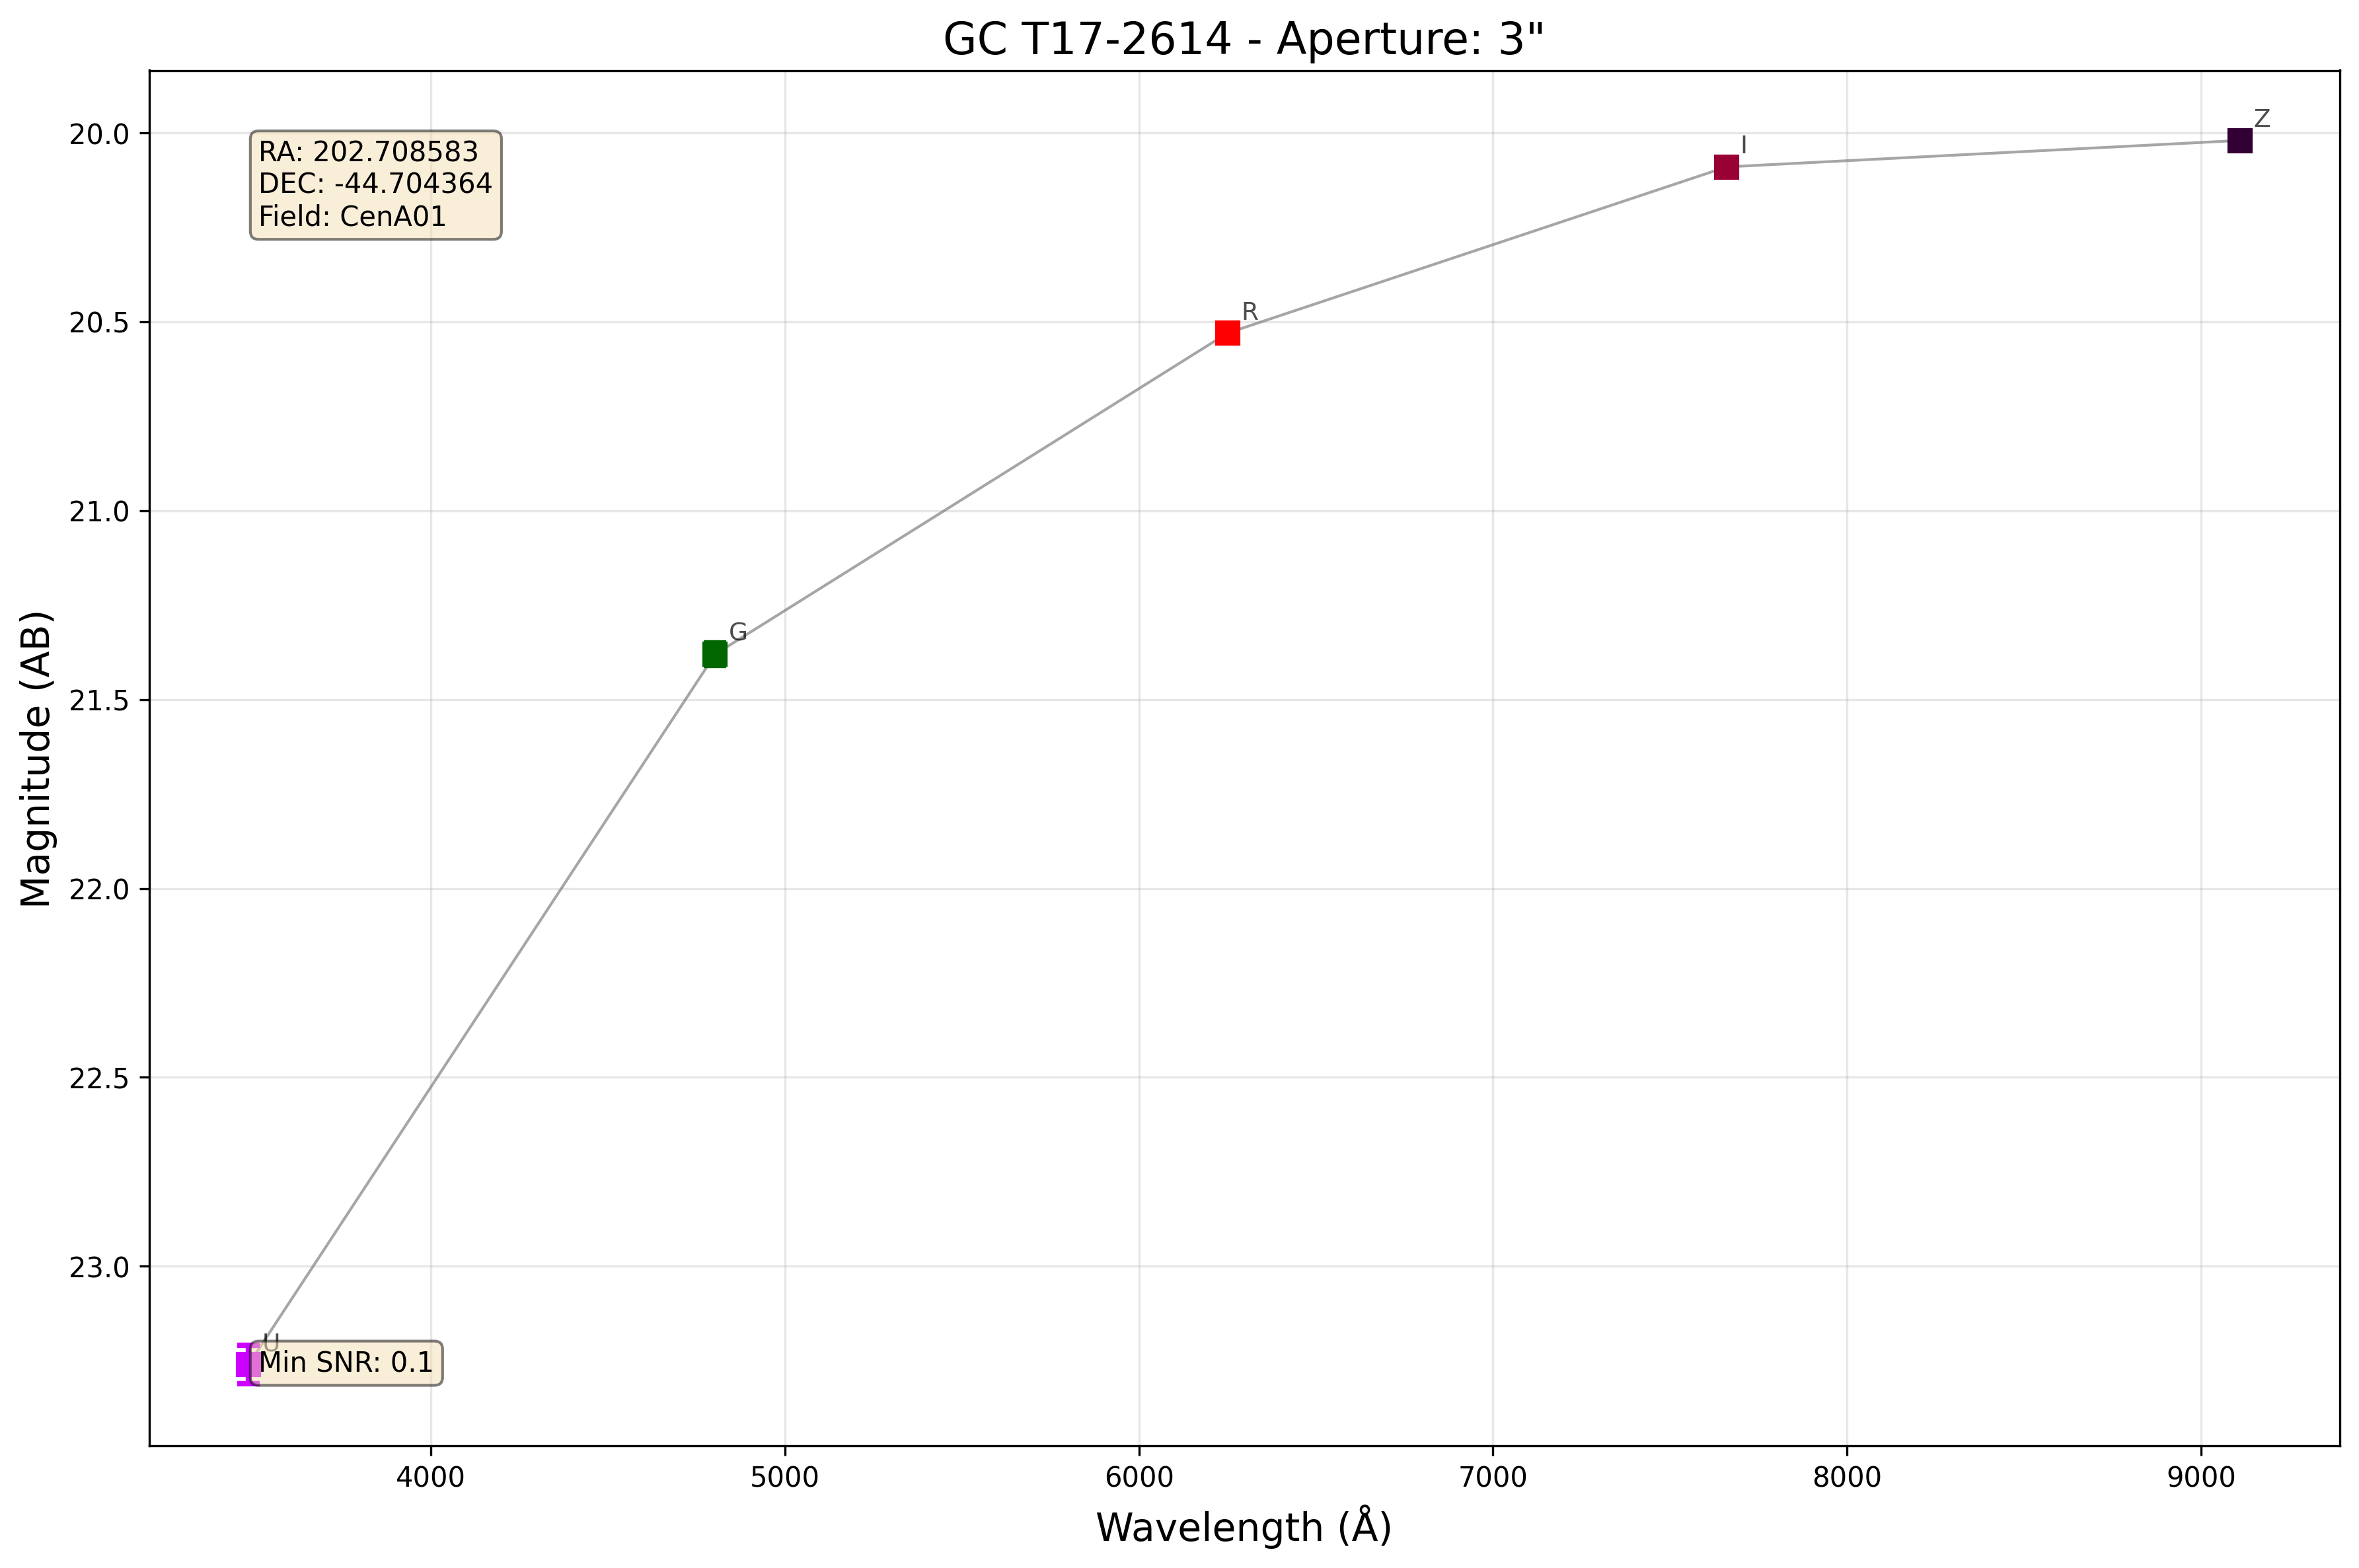 GC T17-2614 - Aperture: 3"
RA: 202.708583
DEC: -44.704364
Field: CenA01
Z
I
R
G
U
Min SNR: 0.1
Magnitude (AB)
20.0
20.5
21.0
21.5
22.0
22.5
23.0
4000
5000
6000
7000
8000
9000
Wavelength (Å)